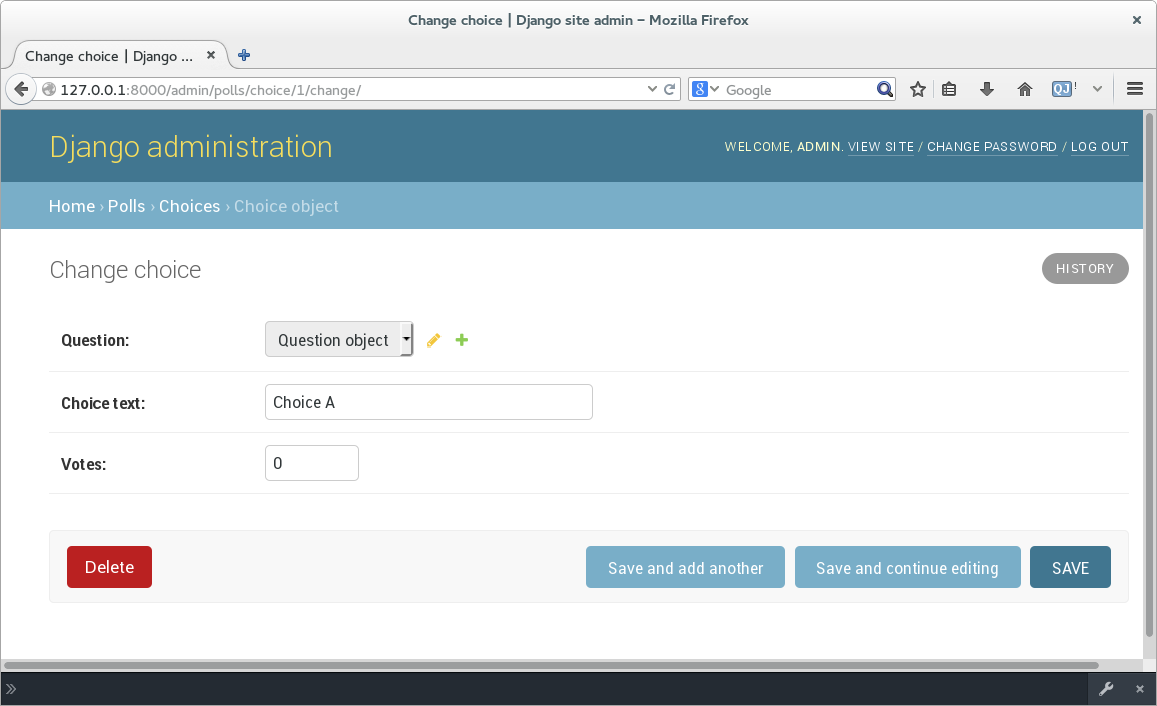 Change choice | Django site admin – Mozilla Firefox
Change choice | Django ...
127.0.0.1:8000/admin/polls/choice/1/change/
8
Google
QJ !
Django administration
WELCOME, ADMIN. VIEW SITE / CHANGE PASSWORD / LOG OUT
Home › Polls › Choices › Choice object
Change choice
HISTORY
Question:
Question object
Choice text:
Choice A
Votes:
0
Delete
Save and add another
Save and continue editing
SAVE